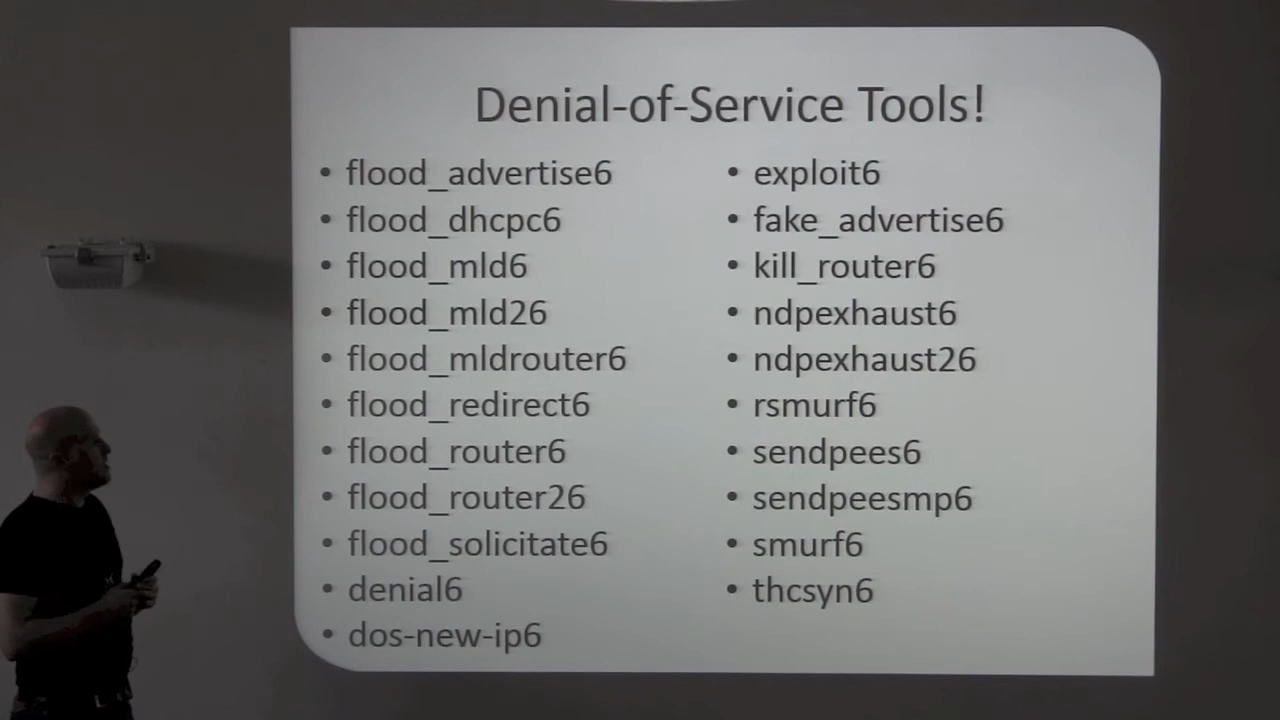 Denial-of-Service Tools!
• flood_advertise6
• flood_dhcpc6
• flood_mld6
• flood_mld26
• flood_mldrouter6
• flood_redirect6
• flood_router6
• flood_router26
• flood_solicitate6
• denial6
• dos-new-ip6
• exploit6
• fake_advertise6
• kill_router6
• ndpexhaust6
• ndpexhaust26
• rsmurf6
• sendpees6
• sendpeesmp6
• smurf6
• thcsyn6